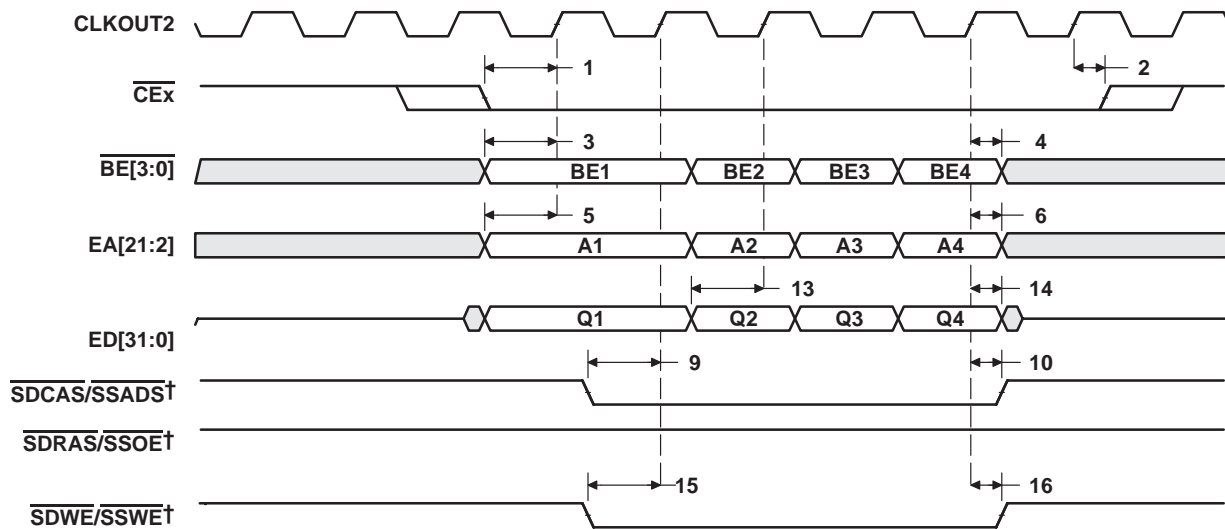 CLKOUT2
1
2
CEx
3
4
BE[3:0]
BE1
BE2
BE3
BE4
5
6
EA[21:2]
A1
A2
A3
A4
13
14
ED[31:0]
Q1
Q2
Q3
Q4
9
10
SDCAS/SSADS†
SDRAS/SSOE†
15
16
SDWE/SSWE†